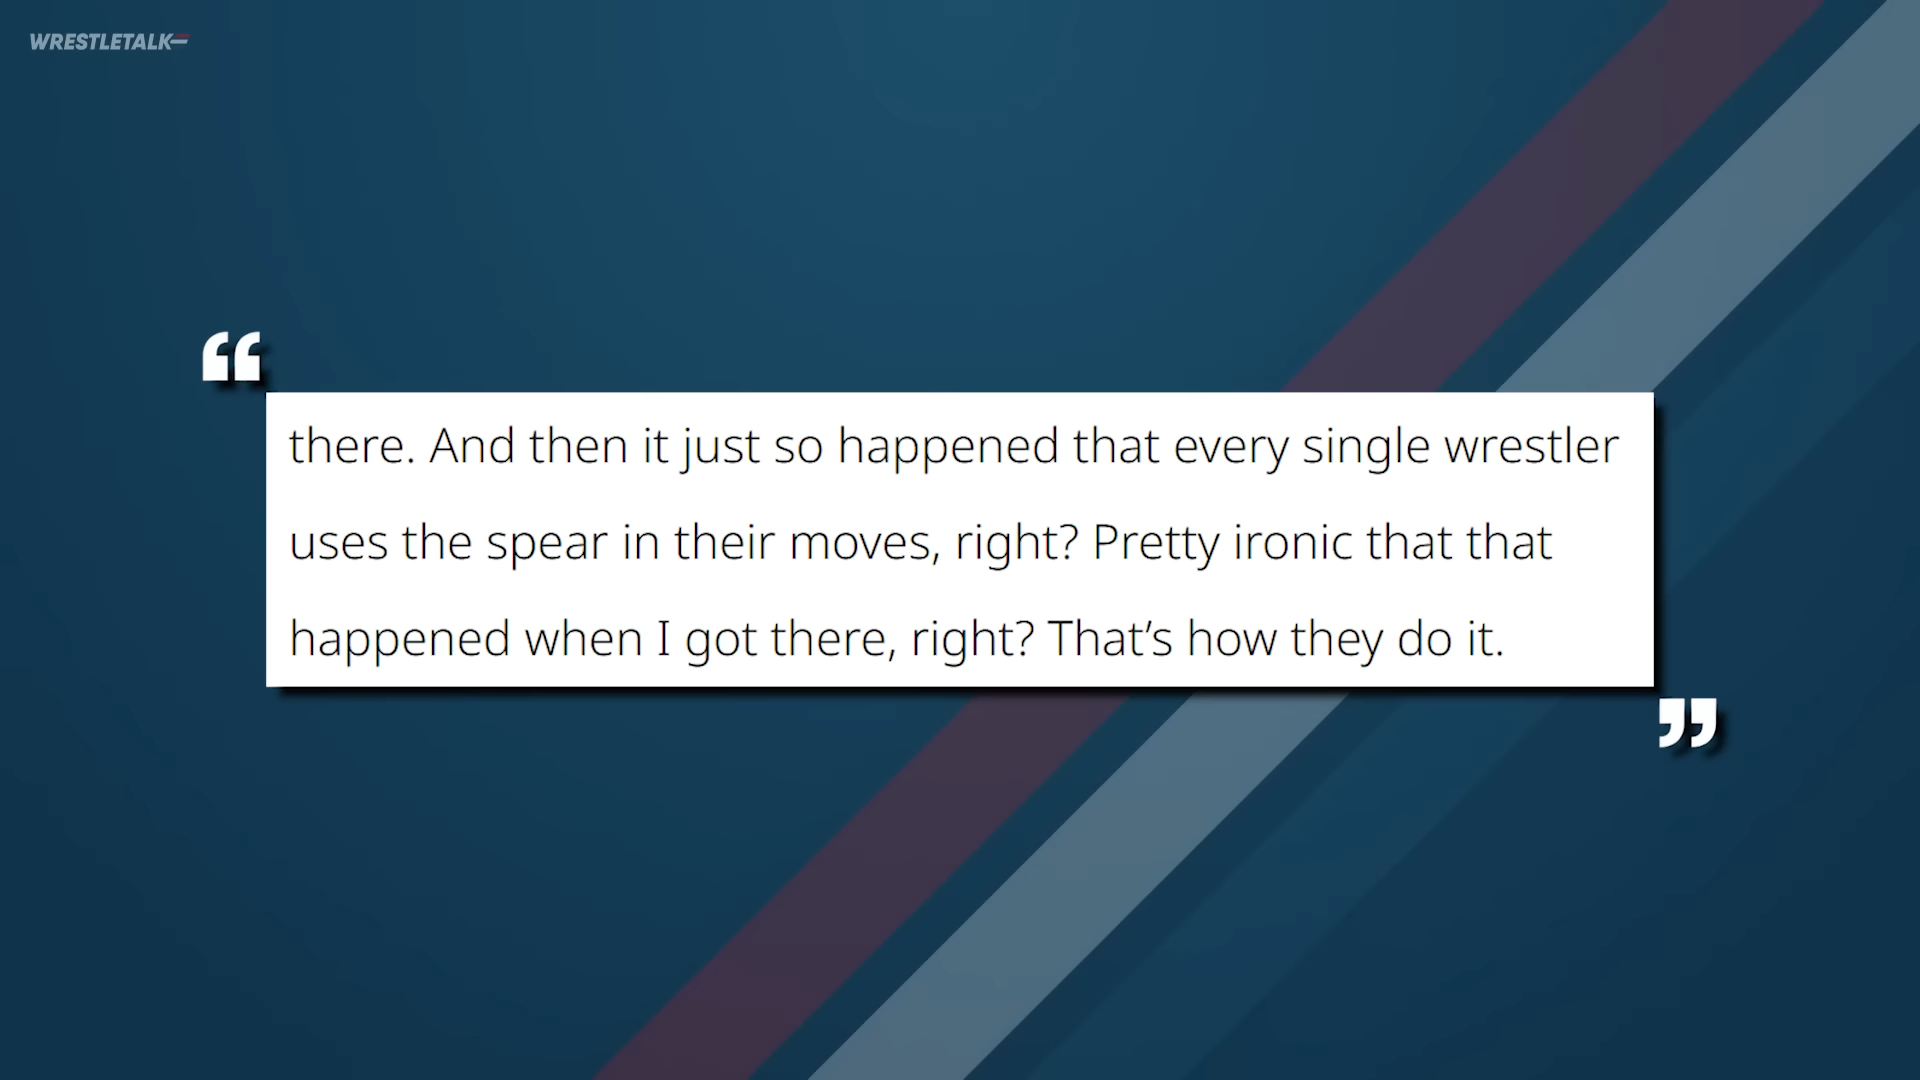 WRESTLETALK
“
there. And then it just so happened that every single wrestler
uses the spear in their moves, right? Pretty ironic that that
happened when I got there, right? That’s how they do it.
”